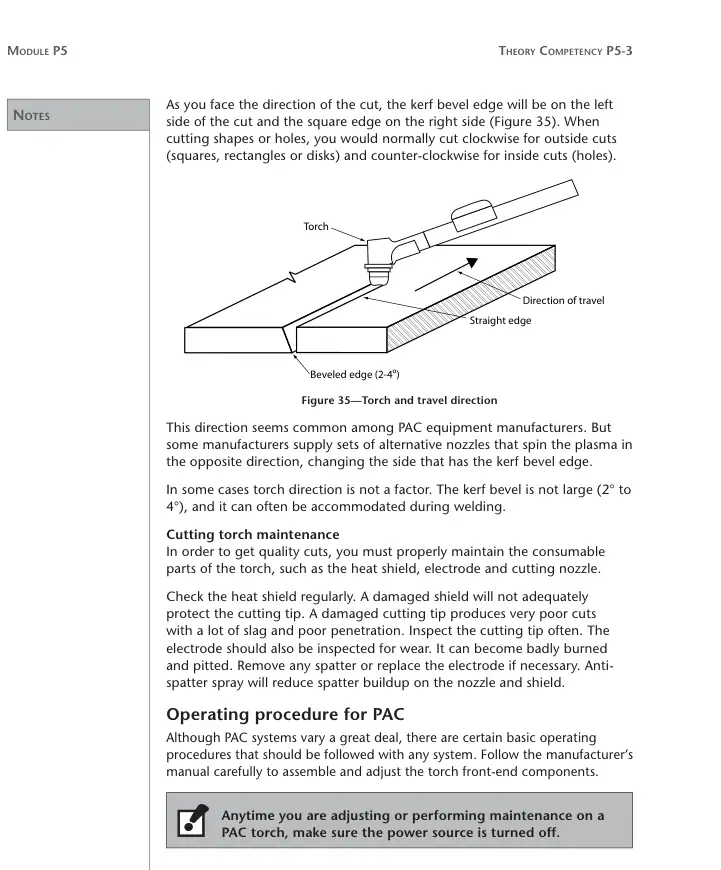 MODULE P5
THEORY COMPETENCY P5-3
NOTES
As you face the direction of the cut, the kerf bevel edge will be on the left
side of the cut and the square edge on the right side (Figure 35). When
cutting shapes or holes, you would normally cut clockwise for outside cuts
(squares, rectangles or disks) and counter-clockwise for inside cuts (holes).
Torch
Direction of travel
Straight edge
Beveled edge (2-4°)
Figure 35—Torch and travel direction
This direction seems common among PAC equipment manufacturers. But
some manufacturers supply sets of alternative nozzles that spin the plasma in
the opposite direction, changing the side that has the kerf bevel edge.
In some cases torch direction is not a factor. The kerf bevel is not large (2° to
4°), and it can often be accommodated during welding.
Cutting torch maintenance
In order to get quality cuts, you must properly maintain the consumable
parts of the torch, such as the heat shield, electrode and cutting nozzle.
Check the heat shield regularly. A damaged shield will not adequately
protect the cutting tip. A damaged cutting tip produces very poor cuts
with a lot of slag and poor penetration. Inspect the cutting tip often. The
electrode should also be inspected for wear. It can become badly burned
and pitted. Remove any spatter or replace the electrode if necessary. Anti-
spatter spray will reduce spatter buildup on the nozzle and shield.
Operating procedure for PAC
Although PAC systems vary a great deal, there are certain basic operating
procedures that should be followed with any system. Follow the manufacturer's
manual carefully to assemble and adjust the torch front-end components.
Anytime you are adjusting or performing maintenance on a
PAC torch, make sure the power source is turned off.